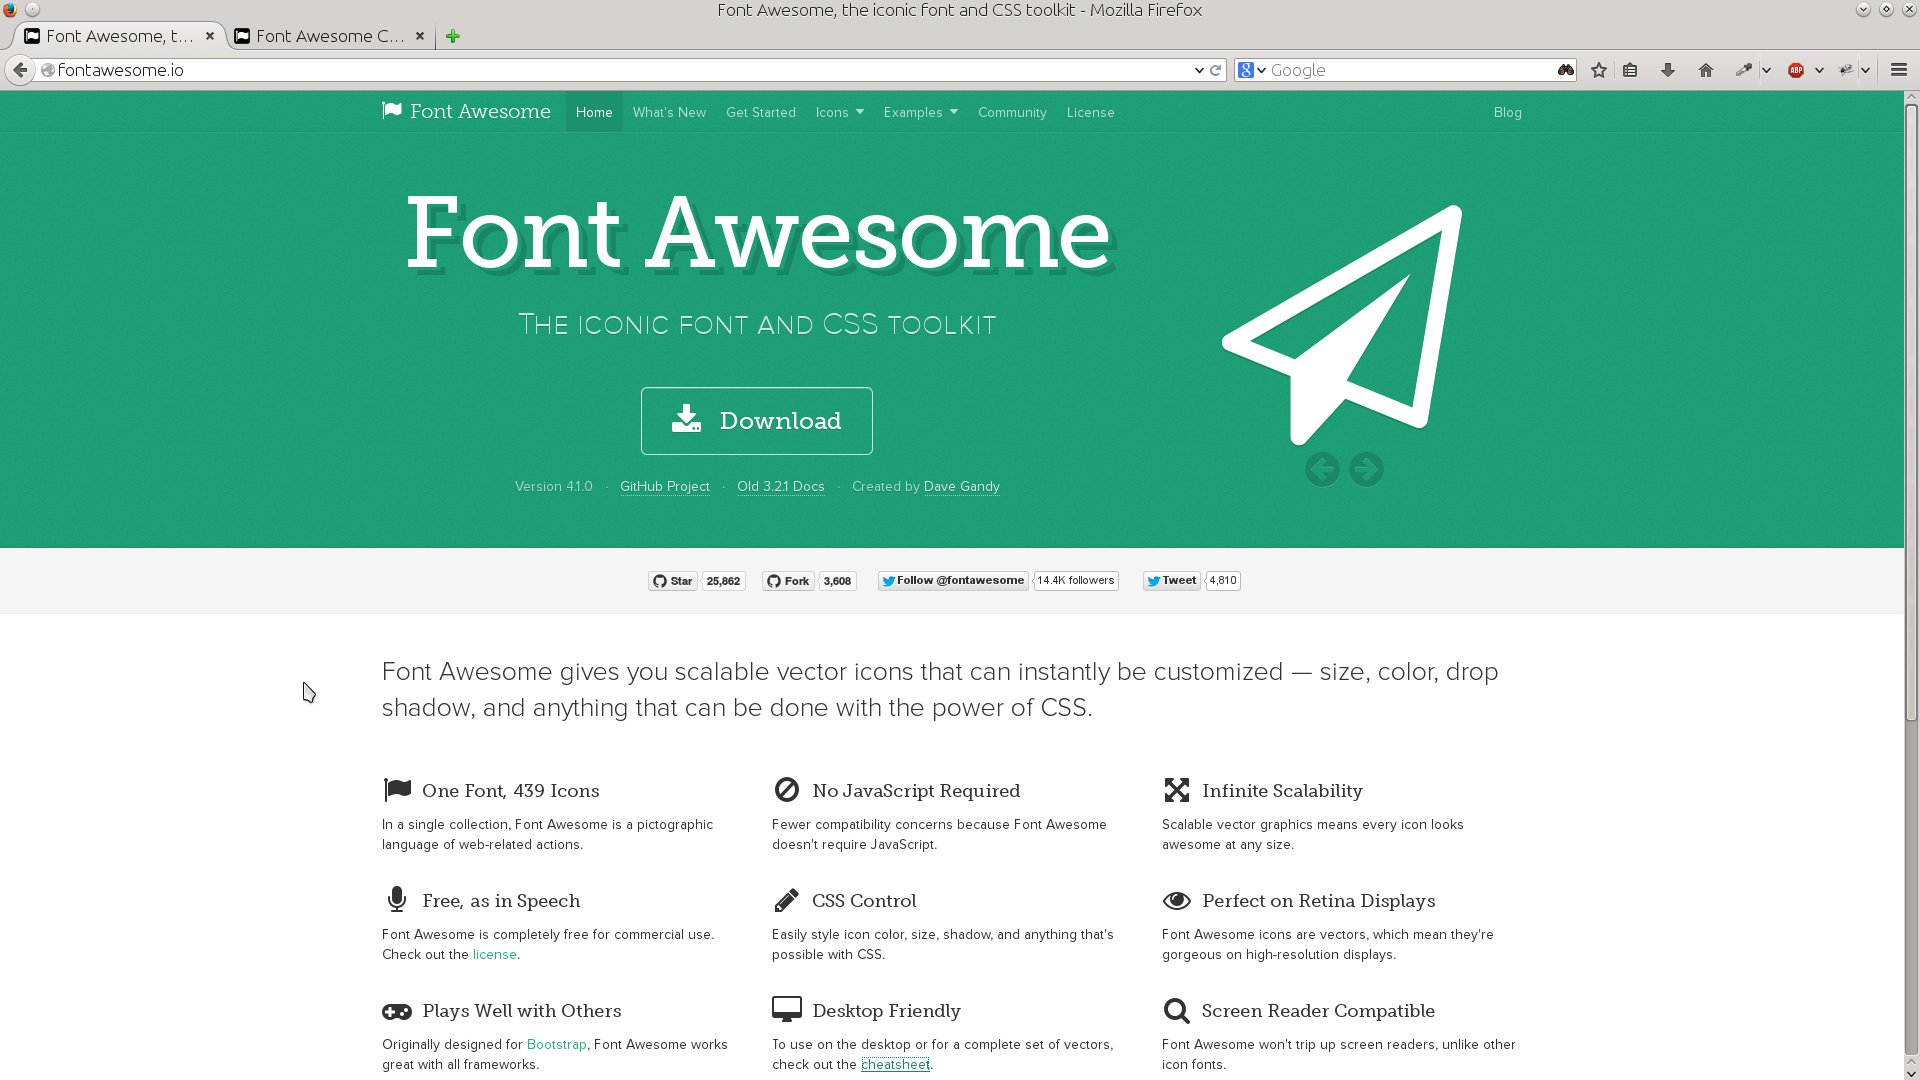 Font Awesome, the iconic font and CSS toolkit - Mozilla Firefox
Font Awesome, t... Font Awesome C...
fontawesome.io Google ABP
Font Awesome Home What's New Get Started Icons Examples Community License Blog
Font Awesome
The iconic font and CSS toolkit
Download
Version 4.1.0 · GitHub Project · Old 3.2.1 Docs · Created by Dave Gandy
Star 25,862 Fork 3,608 Follow @fontawesome 14.4K followers Tweet 4,810
Font Awesome gives you scalable vector icons that can instantly be customized — size, color, drop
shadow, and anything that can be done with the power of CSS.
One Font, 439 Icons
In a single collection, Font Awesome is a pictographic
language of web-related actions.
No JavaScript Required
Fewer compatibility concerns because Font Awesome
doesn't require JavaScript.
Infinite Scalability
Scalable vector graphics means every icon looks
awesome at any size.
Free, as in Speech
Font Awesome is completely free for commercial use.
Check out the license.
CSS Control
Easily style icon color, size, shadow, and anything that's
possible with CSS.
Perfect on Retina Displays
Font Awesome icons are vectors, which mean they're
gorgeous on high-resolution displays.
Plays Well with Others
Originally designed for Bootstrap, Font Awesome works
great with all frameworks.
Desktop Friendly
To use on the desktop or for a complete set of vectors,
check out the cheatsheet.
Screen Reader Compatible
Font Awesome won't trip up screen readers, unlike other
icon fonts.